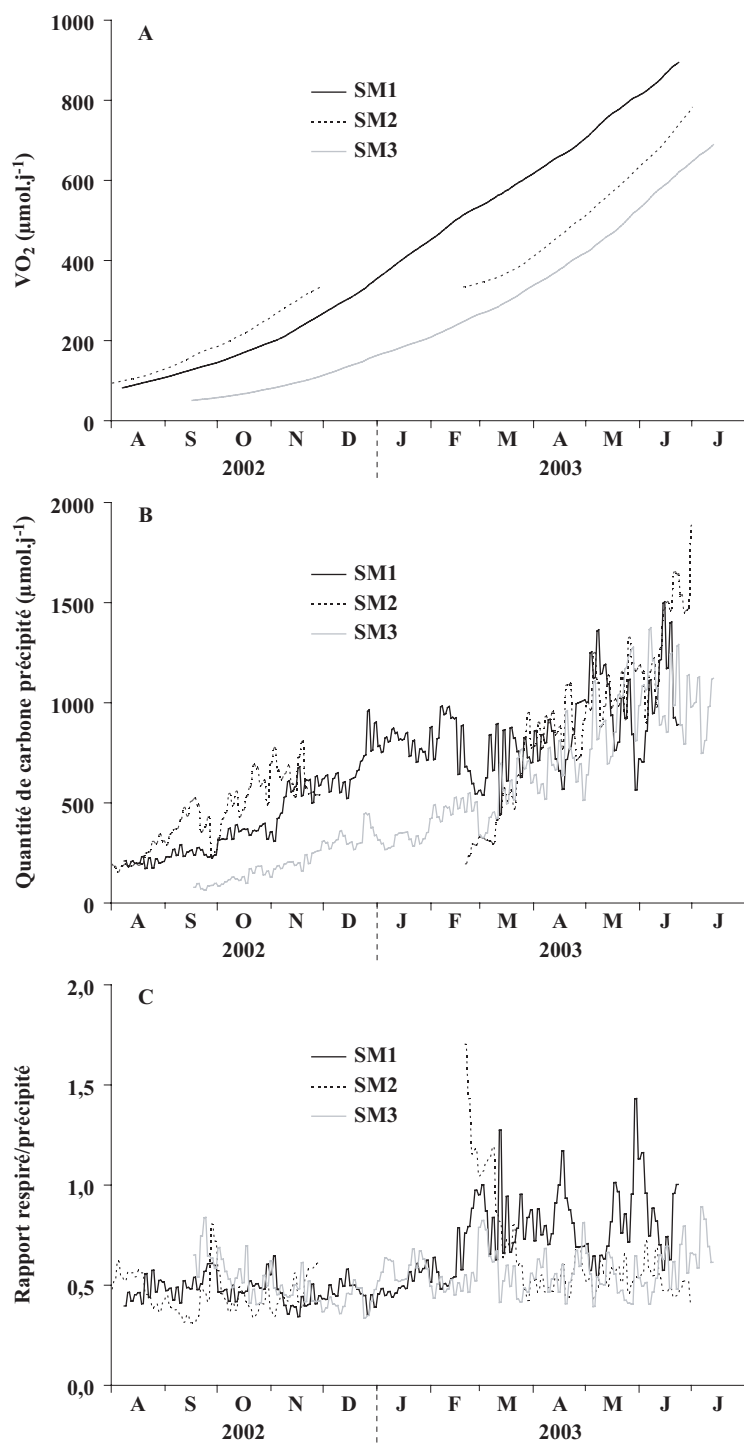 A
1000
800
600
400
200
0
VO₂ (µmol.j⁻¹)
SM1
SM2
SM3
A S O N D J F M A M J J
2002 2003
B
2000
1500
1000
500
0
Quantité de carbone précipité (µmol.j⁻¹)
SM1
SM2
SM3
A S O N D J F M A M J J
2002 2003
C
2,0
1,5
1,0
0,5
0,0
Rapport respiré/précipité
SM1
SM2
SM3
A S O N D J F M A M J J
2002 2003